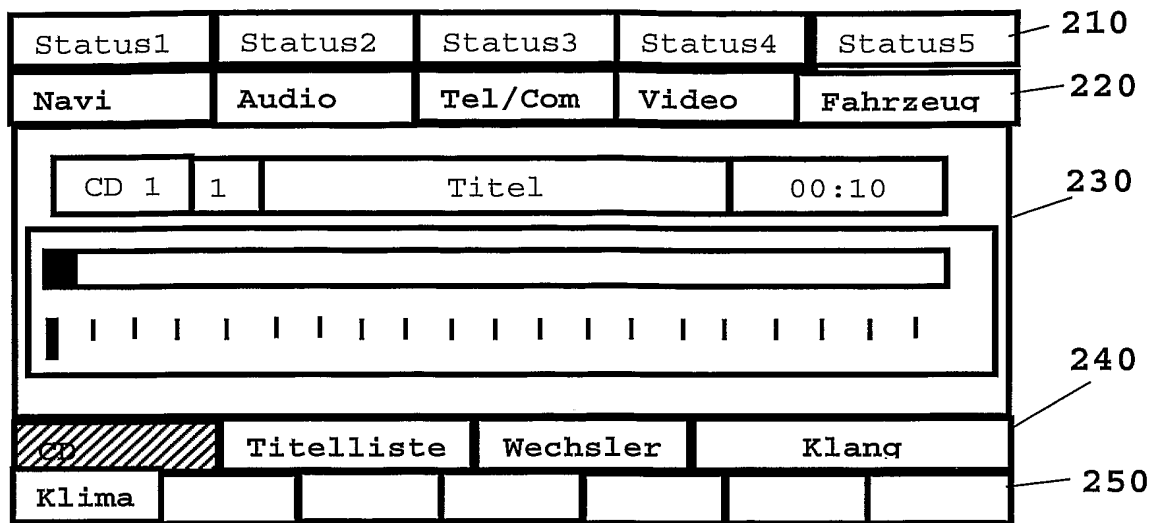 Status1 Status2 Status3 Status4 Status5 210
Navi Audio Tel/Com Video Fahrzeug 220
CD 1 1 Titel 00:10 230
240
CD Titelliste Wechsler Klang
Klima 250